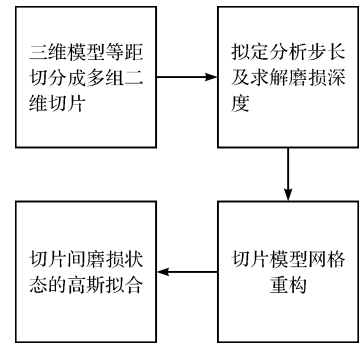 三维模型等距
切分成多组二
维切片
拟定分析步长
及求解磨损深
度
切片模型网格
重构
切片间磨损状
态的高斯拟合